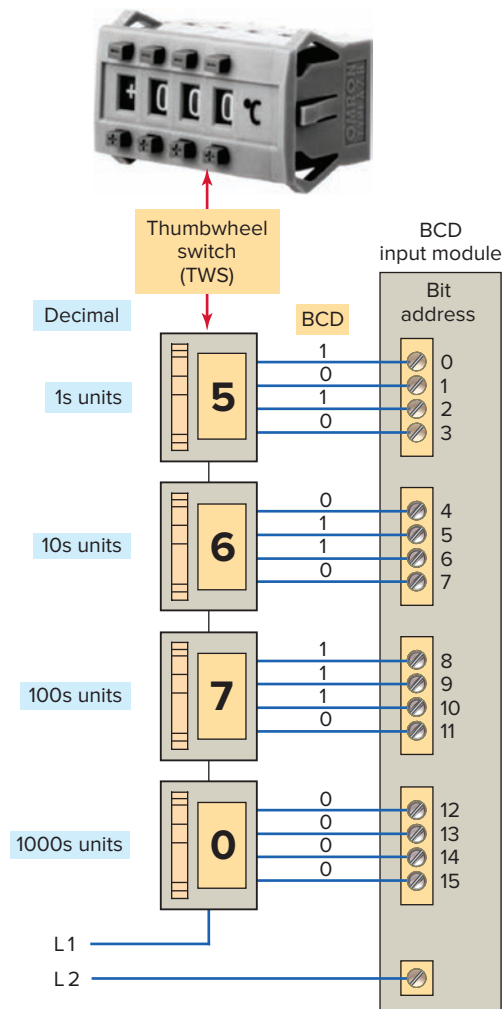 + 0 0 0 °C
OMRON
Thumbwheel
switch
(TWS)
BCD
input module
Bit
address
Decimal
BCD
1s units
5
1
0
1
0
0
1
2
3
10s units
6
0
1
1
0
4
5
6
7
100s units
7
1
1
1
0
8
9
10
11
1000s units
0
0
0
0
0
12
13
14
15
L1
L2